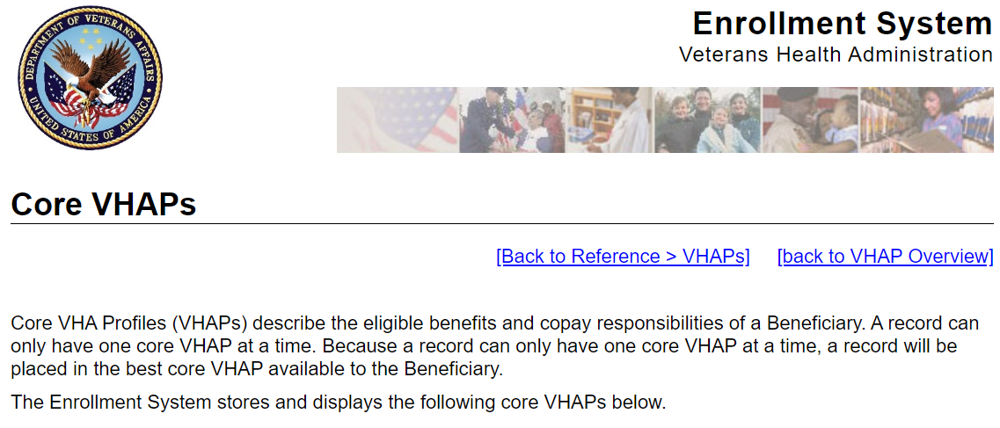 DEPARTMENT OF VETERANS AFFAIRS
UNITED STATES OF AMERICA
Enrollment System
Veterans Health Administration
Core VHAPs
[Back to Reference > VHAPs] [back to VHAP Overview]
Core VHA Profiles (VHAPs) describe the eligible benefits and copay responsibilities of a Beneficiary. A record can
only have one core VHAP at a time. Because a record can only have one core VHAP at a time, a record will be
placed in the best core VHAP available to the Beneficiary.
The Enrollment System stores and displays the following core VHAPs below.